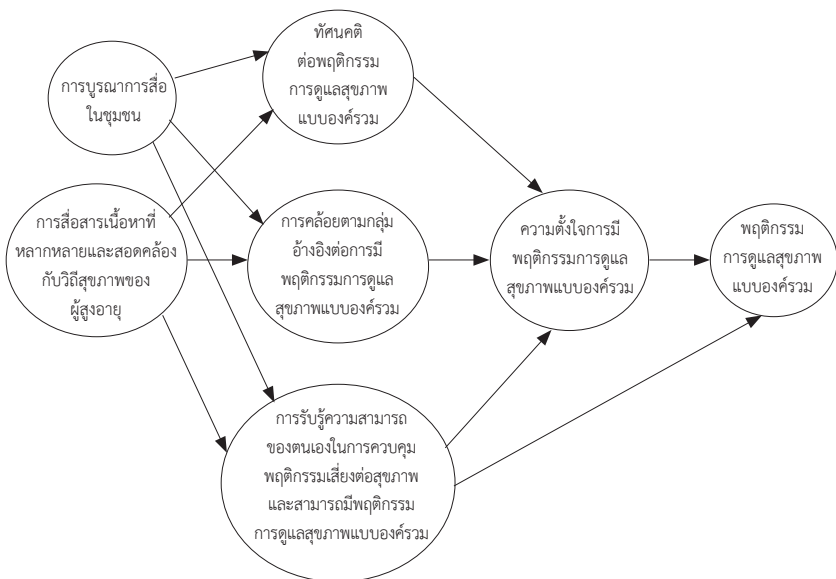 การบูรณาการสื่อ
ในชุมชน
การสื่อสารเนื้อหาที่
หลากหลายและสอดคล้อง
กับวิถีสุขภาพของ
ผู้สูงอายุ
ทัศนคติ
ต่อพฤติกรรม
การดูแลสุขภาพ
แบบองค์รวม
การคล้อยตามกลุ่ม
อ้างอิงต่อการมี
พฤติกรรมการดูแล
สุขภาพแบบองค์รวม
การรับรู้ความสามารถ
ของตนเองในการควบคุม
พฤติกรรมเสี่ยงต่อสุขภาพ
และสามารถมีพฤติกรรม
การดูแลสุขภาพแบบองค์รวม
ความตั้งใจการมี
พฤติกรรมการดูแล
สุขภาพแบบองค์รวม
พฤติกรรม
การดูแลสุขภาพ
แบบองค์รวม